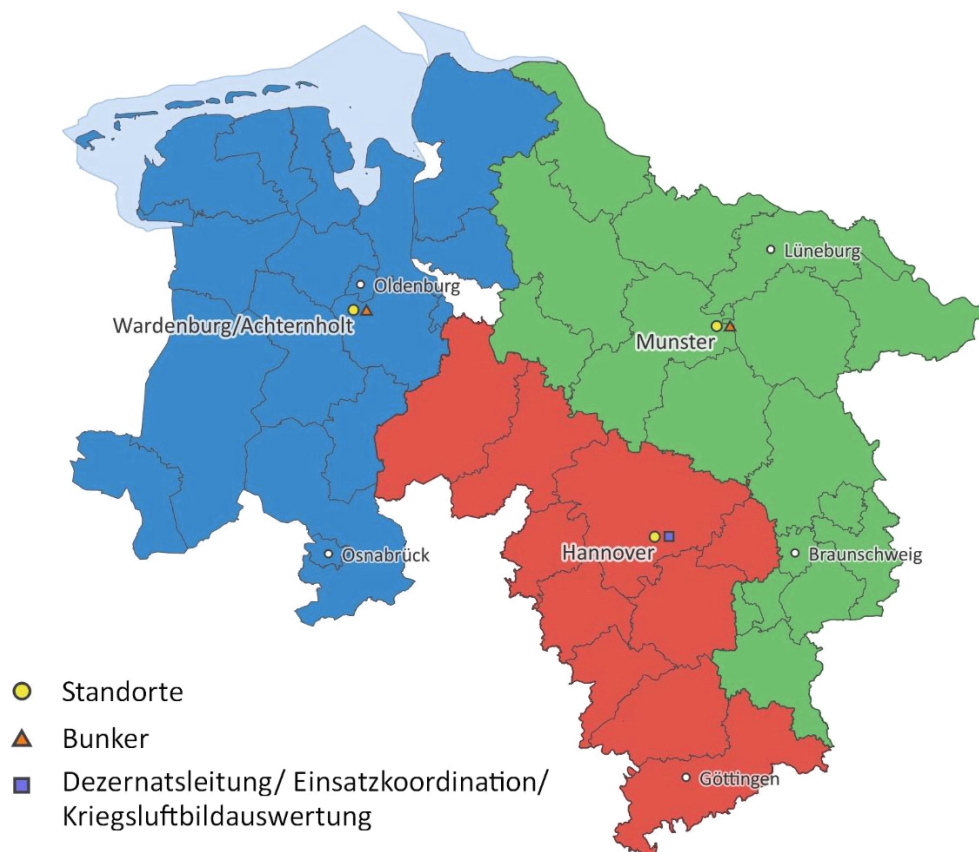 Lüneburg
Oldenburg
Wardenburg/Achternholt
Munster
Osnabrück
Hannover
Braunschweig
Göttingen
Standorte
Bunker
Dezernatsleitung/ Einsatzkoordination/
Kriegsluftbildauswertung